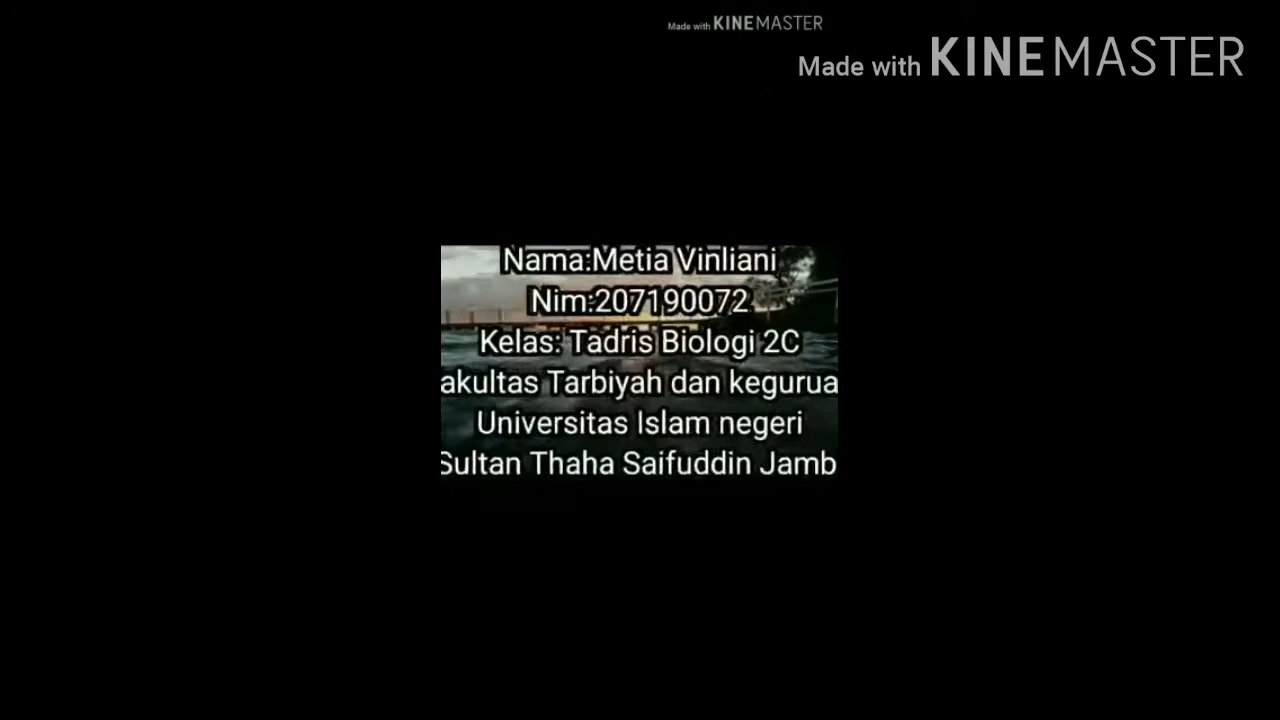 Made with KINEMASTER
Made with KINEMASTER
Nama:Metia Vinliani
Nim:207190072
Kelas: Tadris Biologi 2C
akultas Tarbiyah dan kegurua
Universitas Islam negeri
Sultan Thaha Saifuddin Jamb